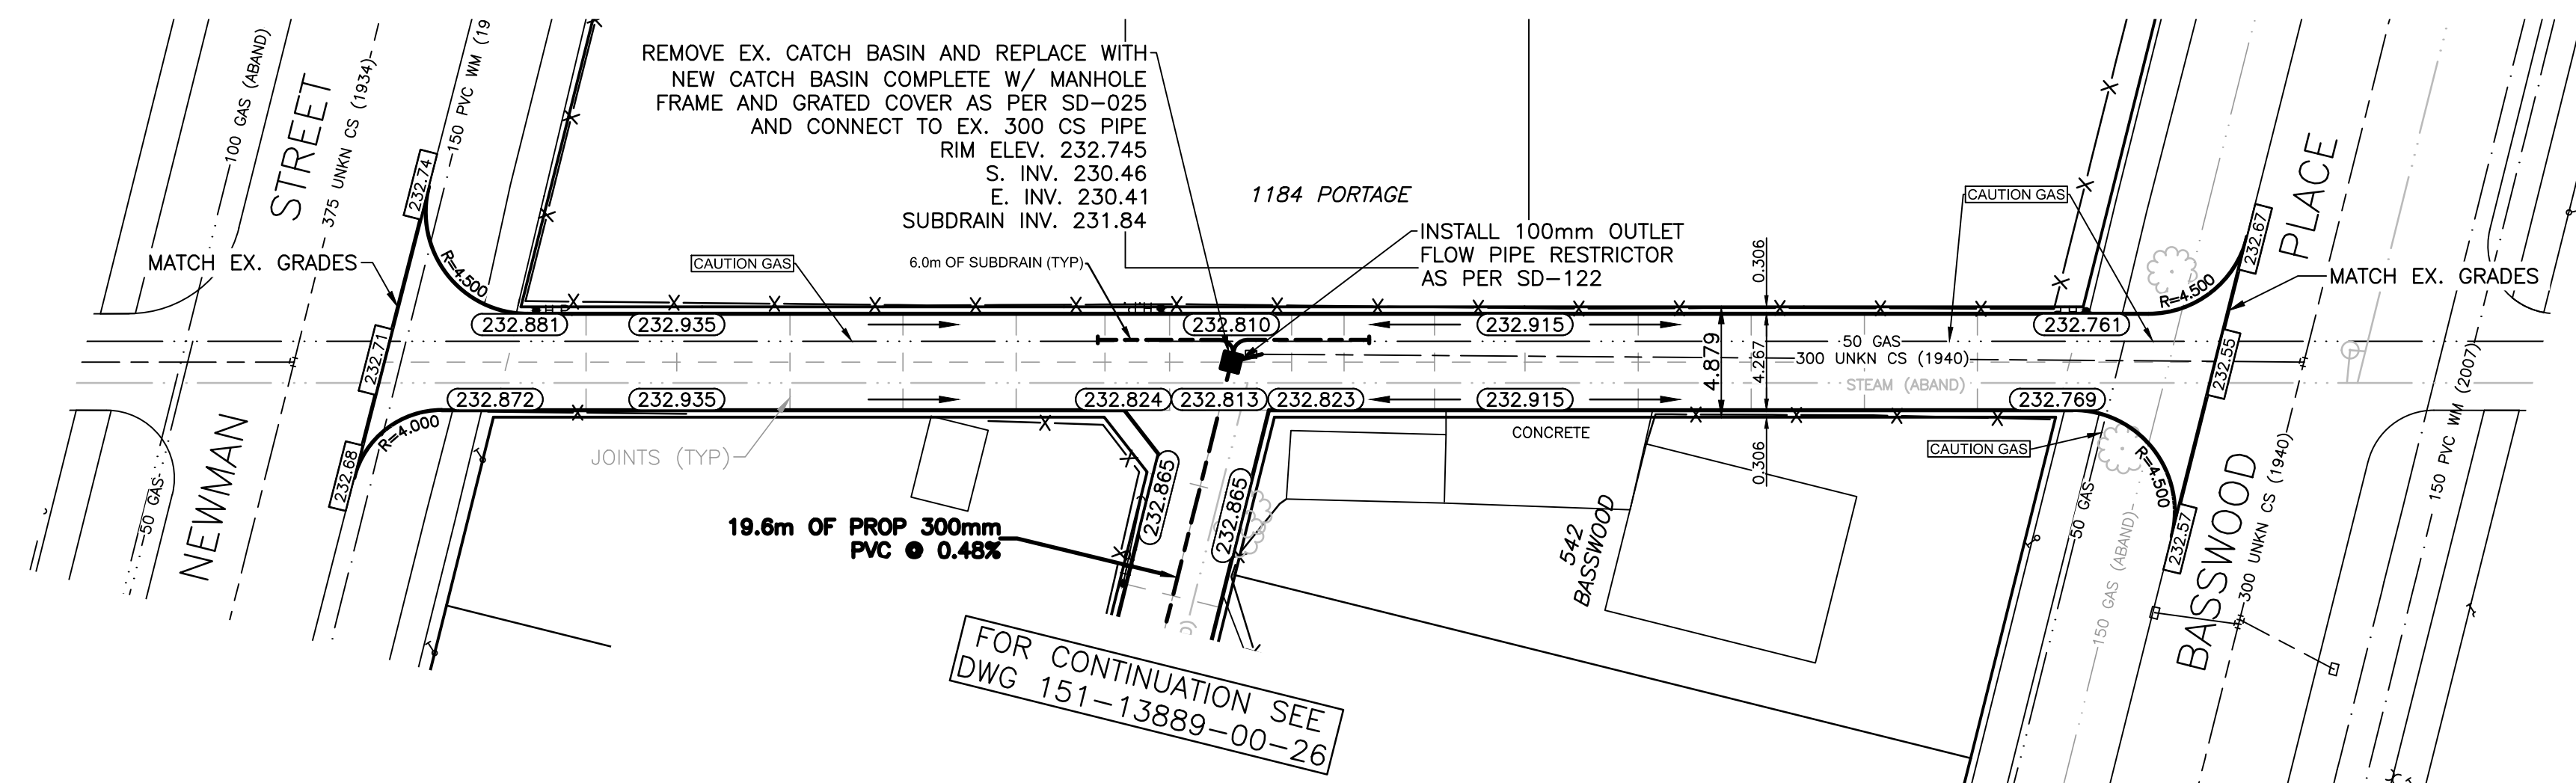 REMOVE EX. CATCH BASIN AND REPLACE WITH
NEW CATCH BASIN COMPLETE W/ MANHOLE
FRAME AND GRATED COVER AS PER SD-025
AND CONNECT TO EX. 300 CS PIPE
RIM ELEV. 232.745
S. INV. 230.46
E. INV. 230.41
SUBDRAIN INV. 231.84
100 GAS (ABAND)
STREET
375 UNKN CS (1934)
150 PVC WM (19
232.74
MATCH EX. GRADES
R=4.500
CAUTION GAS
6.0m OF SUBDRAIN (TYP)
1184 PORTAGE
INSTALL 100mm OUTLET
FLOW PIPE RESTRICTOR
AS PER SD-122
0.306
CAUTION GAS
232.67
PLACE
MATCH EX. GRADES
R=4.500
232.881
232.935
232.810
232.915
232.761
232.71
50 GAS
300 UNKN CS (1940)
STEAM (ABAND)
4.879
4.267
232.55
232.872
232.935
232.824
232.813
232.823
232.915
232.769
R=4.000
232.68
JOINTS (TYP)
CONCRETE
0.306
CAUTION GAS
R=4.500
232.57
150 PVC WM (2007)
50 GAS
NEWMAN
232.865
232.865
19.6m OF PROP 300mm
PVC @ 0.48%
542
BASSWOOD
50 GAS
150 GAS (ABAND)
BASSWOOD
300 UNKN CS (1940)
FOR CONTINUATION SEE
DWG 151-13889-00-26